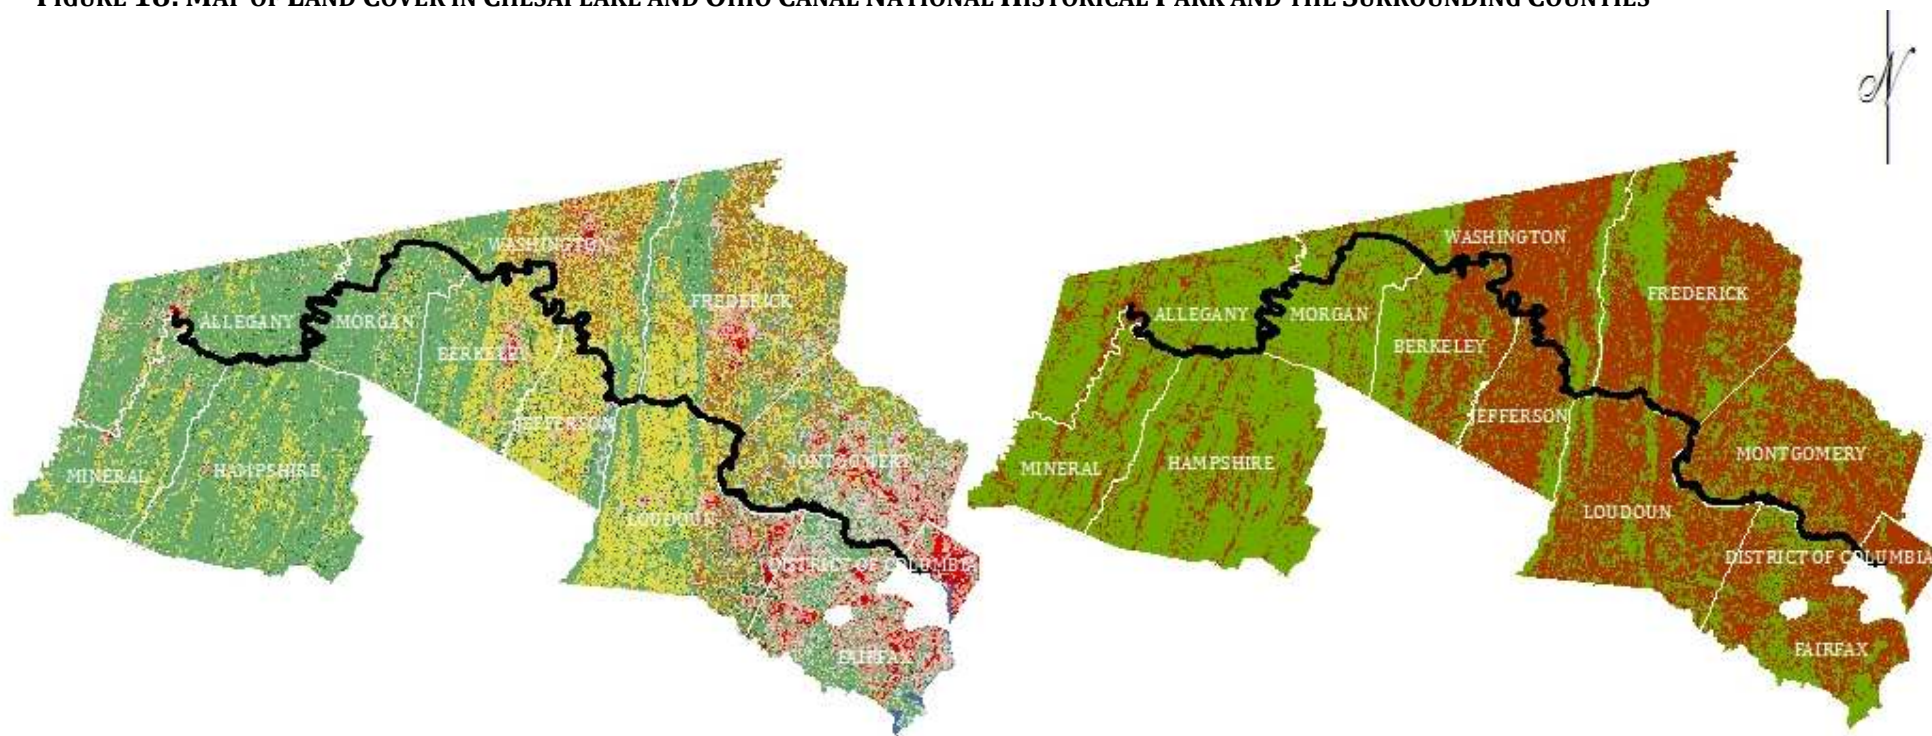 FIGURE 18. MAP OF LAND COVER IN CHESAPEAKE AND OHIO CANAL NATIONAL HISTORICAL PARK AND THE SURROUNDING COUNTIES
N
WASHINGTON
FREDERICK
ALLEGANY
MORGAN
BERKELEY
JEFFERSON
MINERAL
HAMPSHIRE
MONTGOMERY
LOUDOUN
DISTRICT OF COLUMBIA
FAIRFAX
WASHINGTON
FREDERICK
ALLEGANY
MORGAN
BERKELEY
JEFFERSON
MINERAL
HAMPSHIRE
MONTGOMERY
LOUDOUN
DISTRICT OF COLUMBIA
FAIRFAX